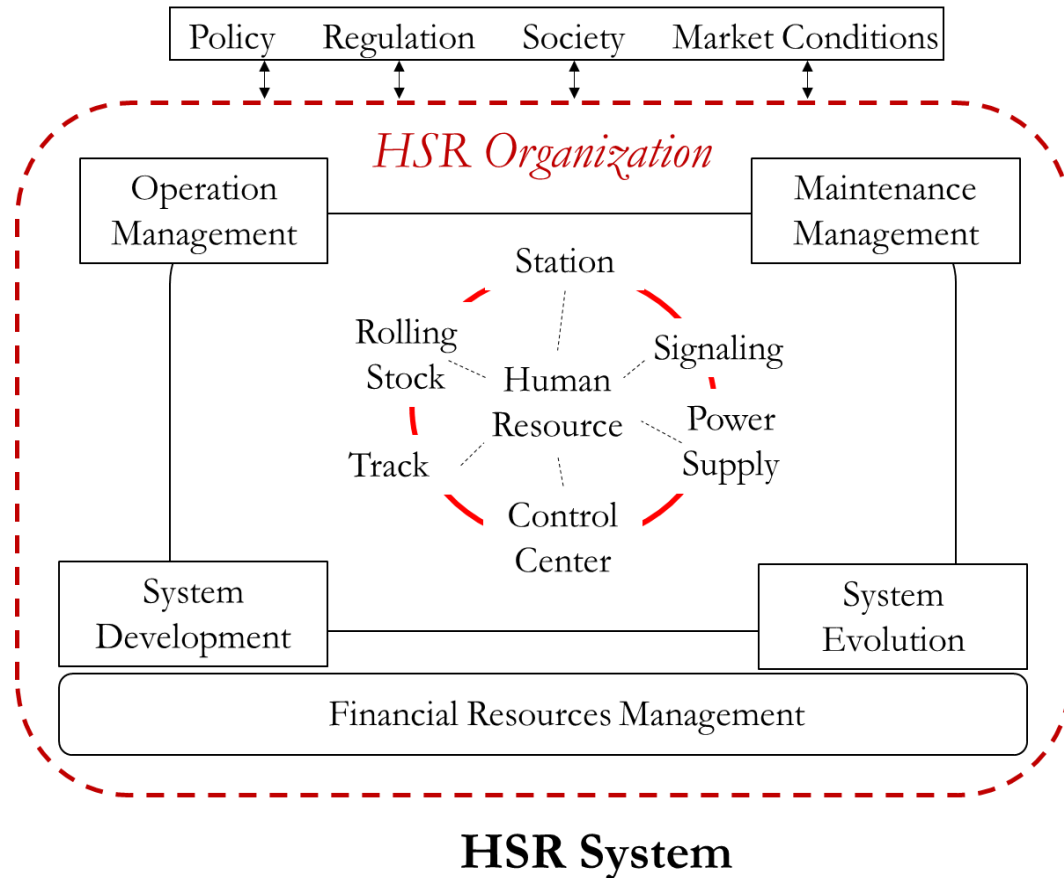 Policy Regulation Society Market Conditions
HSR Organization
Operation
Management
Maintenance
Management
Station
Rolling
Stock
Signaling
Human
Resource
Power
Supply
Track
Control
Center
System
Development
System
Evolution
Financial Resources Management
HSR System